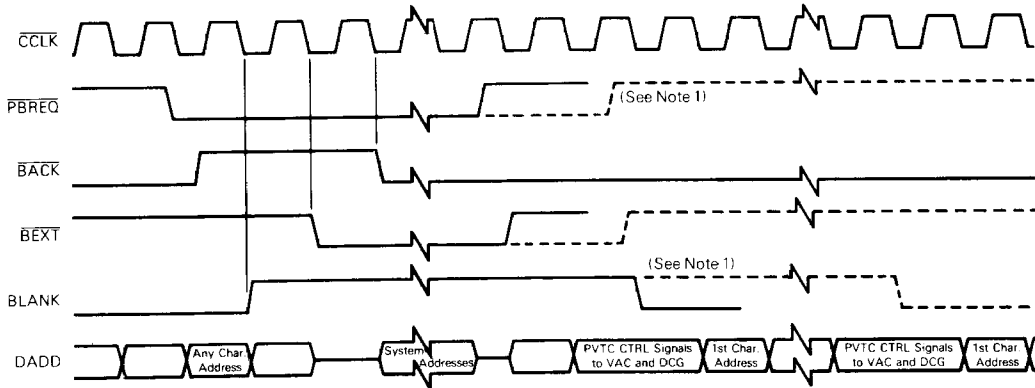 CCLK
PBREQ
(See Note 1)
BACK
BEXT
(See Note 1)
BLANK
DADD
Any Char.
Address
System
Addresses
PVTC CTRL Signals
to VAC and DCG
1st Char.
Address
PVTC CTRL Signals
to VAC and DCG
1st Char.
Address